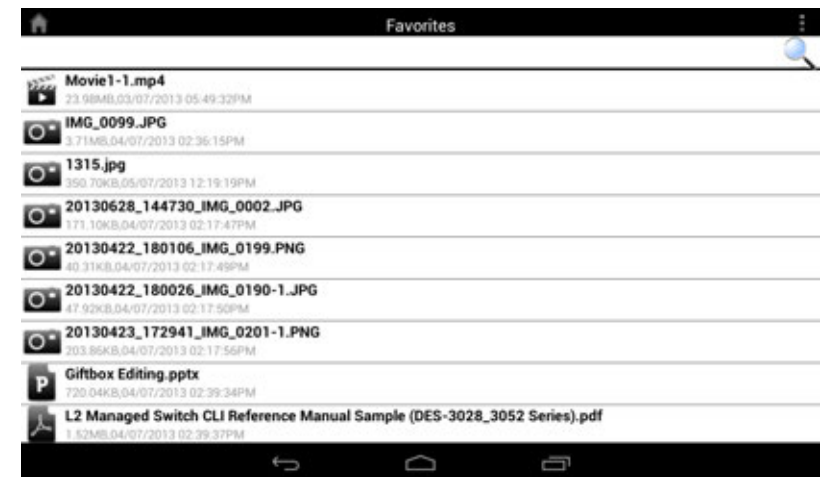 Favorites
Movie1-1.mp4
23.98MB,03/07/2013 05:49:32PM
IMG_0099.JPG
3.71MB,04/07/2013 02:36:15PM
1315.jpg
350.70KB,05/07/2013 12:19:19PM
20130628_144730_IMG_0002.JPG
171.10KB,04/07/2013 02:17:47PM
20130422_180106_IMG_0199.PNG
40.31KB,04/07/2013 02:17:49PM
20130422_180026_IMG_0190-1.JPG
47.92KB,04/07/2013 02:17:50PM
20130423_172941_IMG_0201-1.PNG
203.86KB,04/07/2013 02:17:56PM
P
Giftbox Editing.pptx
720.04KB,04/07/2013 02:39:34PM
L2 Managed Switch CLI Reference Manual Sample (DES-3028_3052 Series).pdf
1.52MB,04/07/2013 02:39:37PM